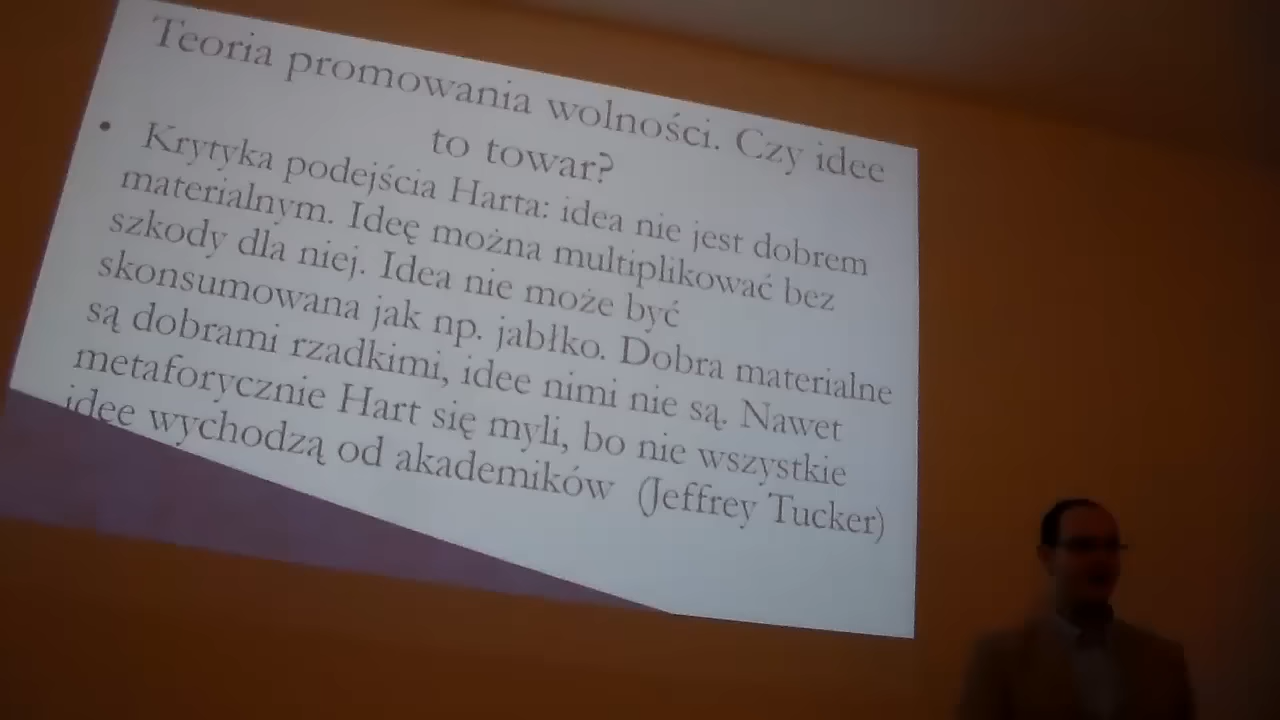 Teoria promowania wolności. Czy idee
to towar?
• Krytyka podejścia Harta: idea nie jest dobrem
materialnym. Ideę można multiplikować bez
szkody dla niej. Idea nie może być
skonsumowana jak np. jabłko. Dobra materialne
są dobrami rzadkimi, idee nimi nie są. Nawet
metaforycznie Hart się myli, bo nie wszystkie
idee wychodzą od akademików (Jeffrey Tucker)